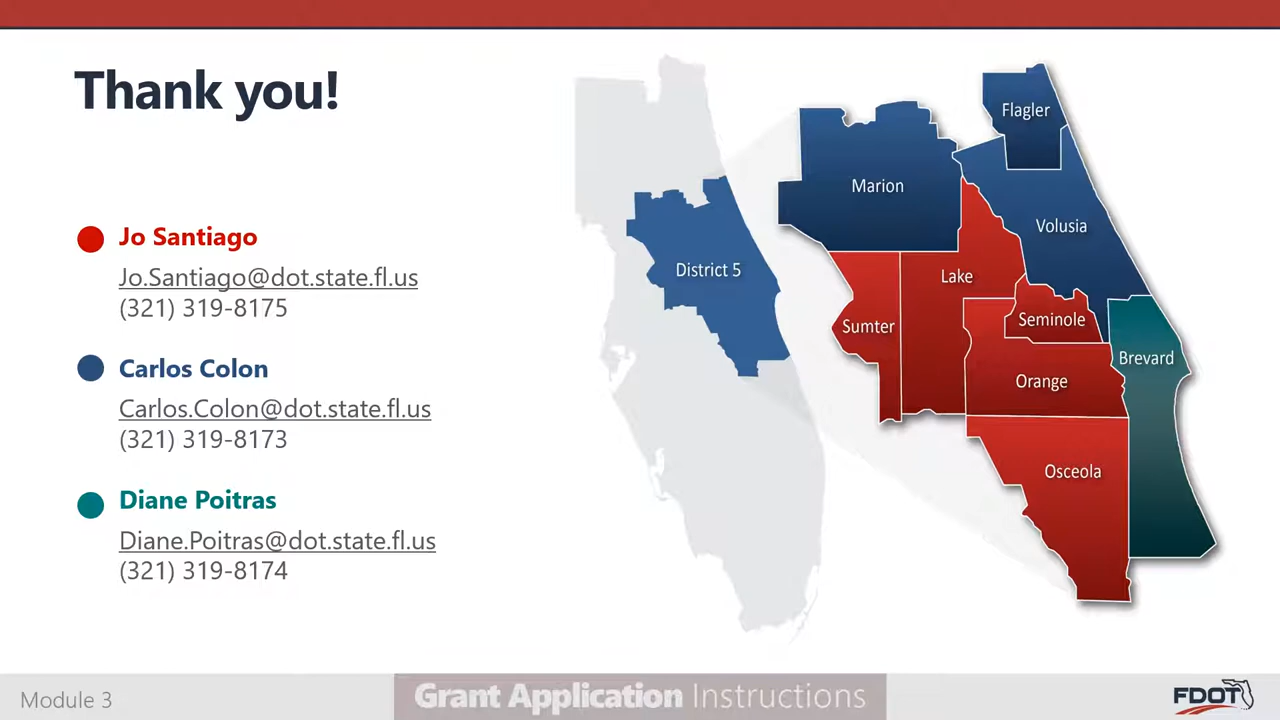 Thank you!
Jo Santiago
Jo.Santiago@dot.state.fl.us
(321) 319-8175
Carlos Colon
Carlos.Colon@dot.state.fl.us
(321) 319-8173
Diane Poitras
Diane.Poitras@dot.state.fl.us
(321) 319-8174
District 5
Flagler
Marion
Volusia
Lake
Seminole
Sumter
Brevard
Orange
Osceola
Module 3
Grant Application Instructions
FDOT